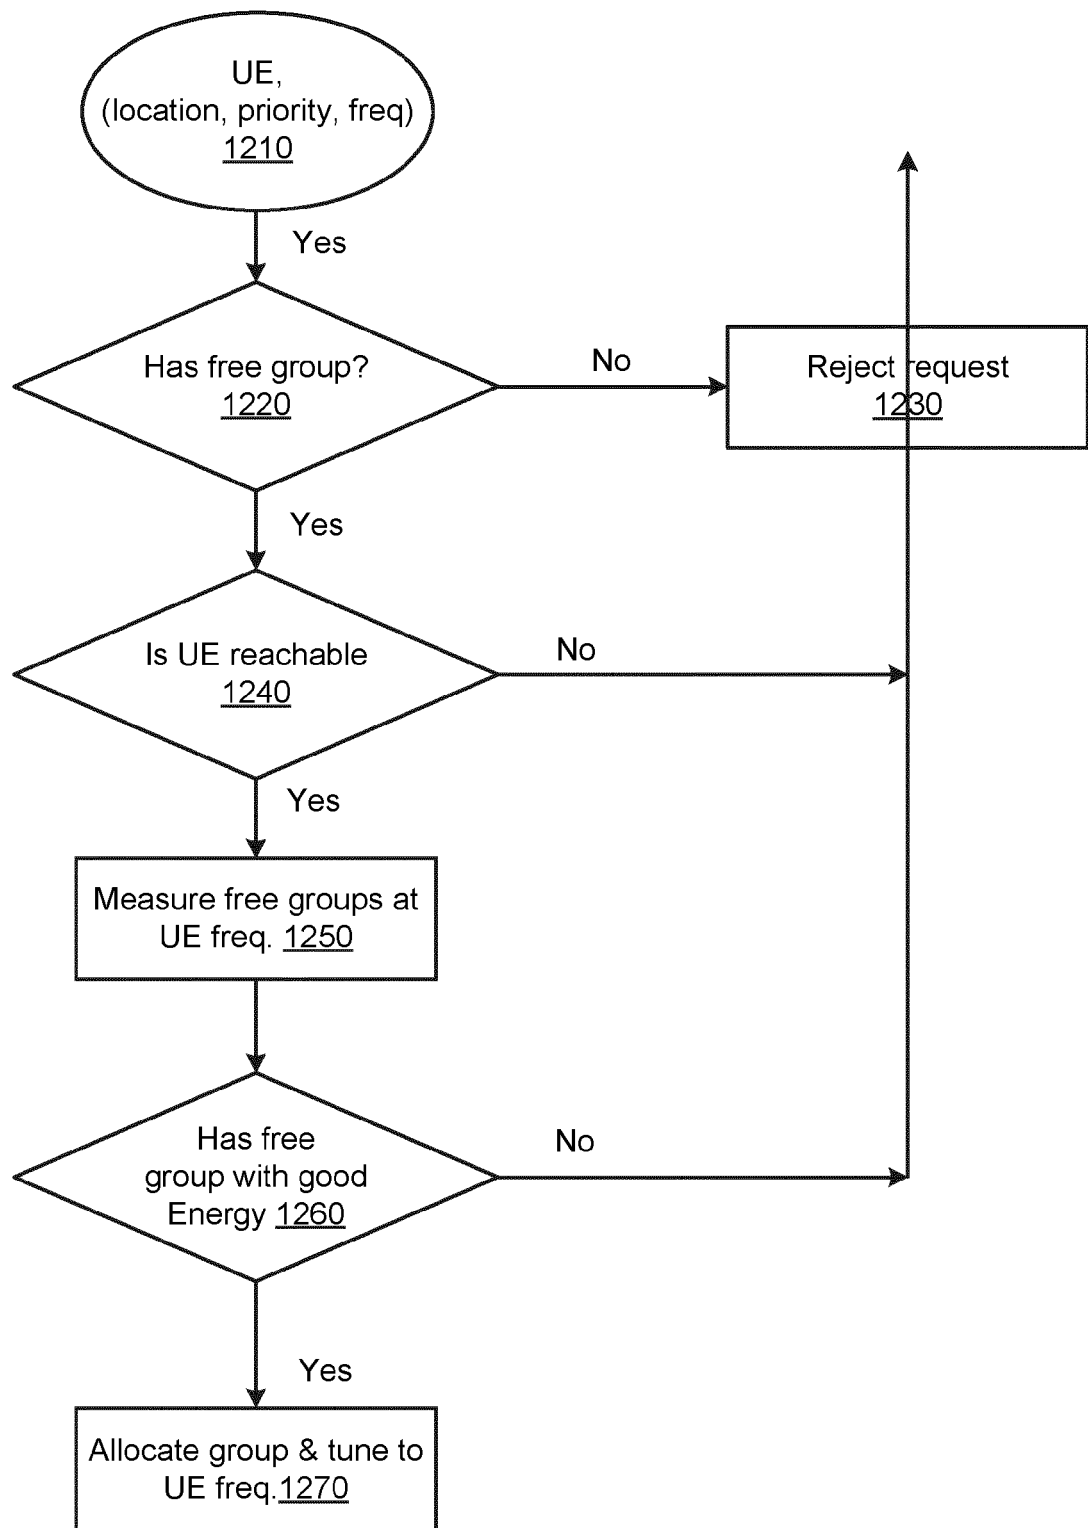 UE,
(location, priority, freq)
1210
Yes
Has free group?
1220
No
Reject request
1230
Yes
Is UE reachable
1240
No
Yes
Measure free groups at
UE freq. 1250
Has free
group with good
Energy 1260
No
Yes
Allocate group & tune to
UE freq.1270